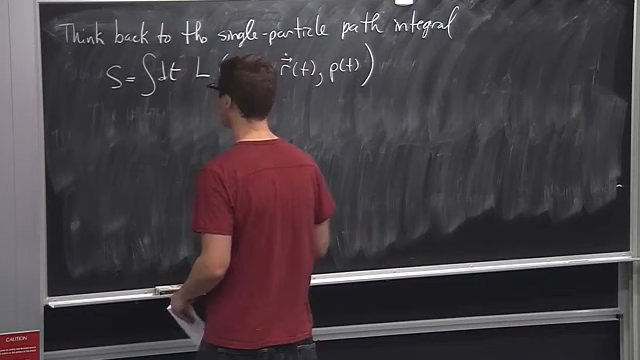 Think back to the single-particle path integral
S = ∫dt L ( ṙ⃗(t), p(t) )
CAUTION